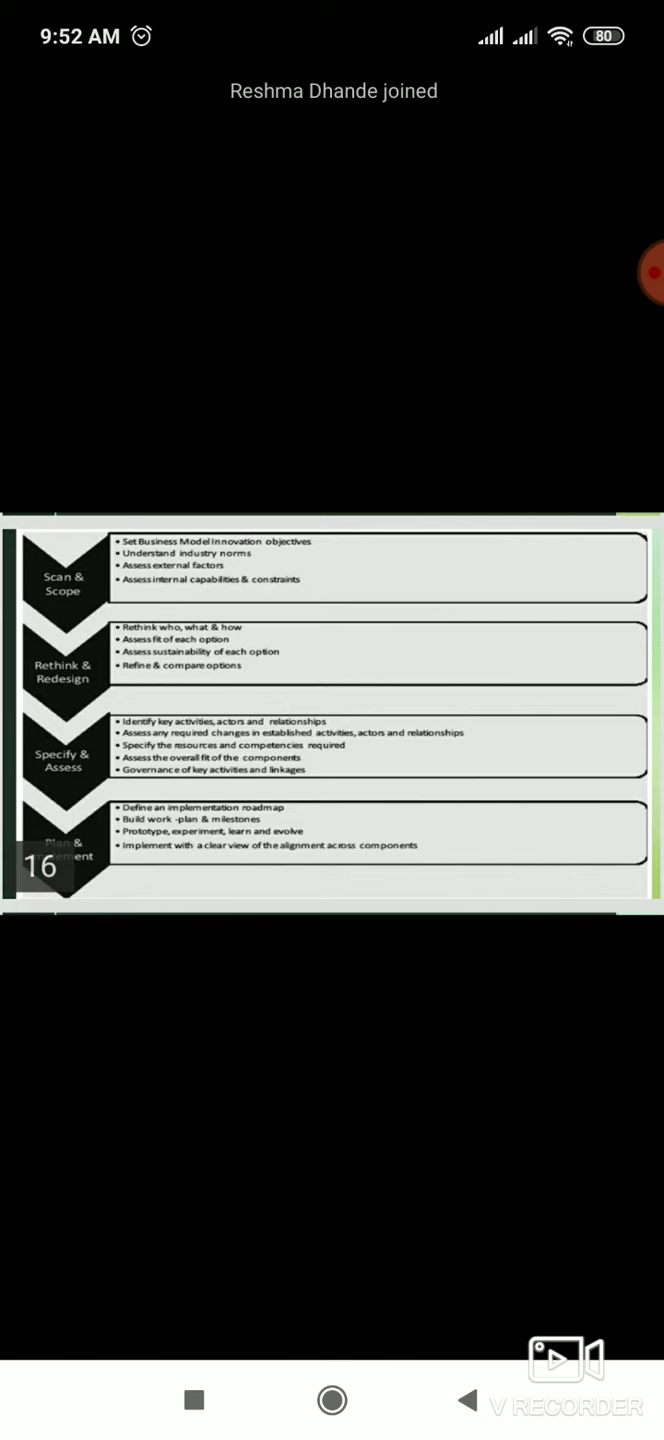 9:52 AM
80
Reshma Dhande joined
Scan &
Scope
• Set Business Model Innovation objectives
• Understand industry norms
• Assess external factors
• Assess internal capabilities & constraints
Rethink &
Redesign
• Rethink who, what & how
• Assess fit of each option
• Assess sustainability of each option
• Refine & compare options
Specify &
Assess
• Identify key activities, actors and relationships
• Assess any required changes in established activities, actors and relationships
• Specify the resources and competencies required
• Assess the overall fit of the components
• Governance of key activities and linkages
Plan &
16
• Define an implementation roadmap
• Build work -plan & milestones
• Prototype, experiment, learn and evolve
• Implement with a clear view of the alignment across components
V RECORDER